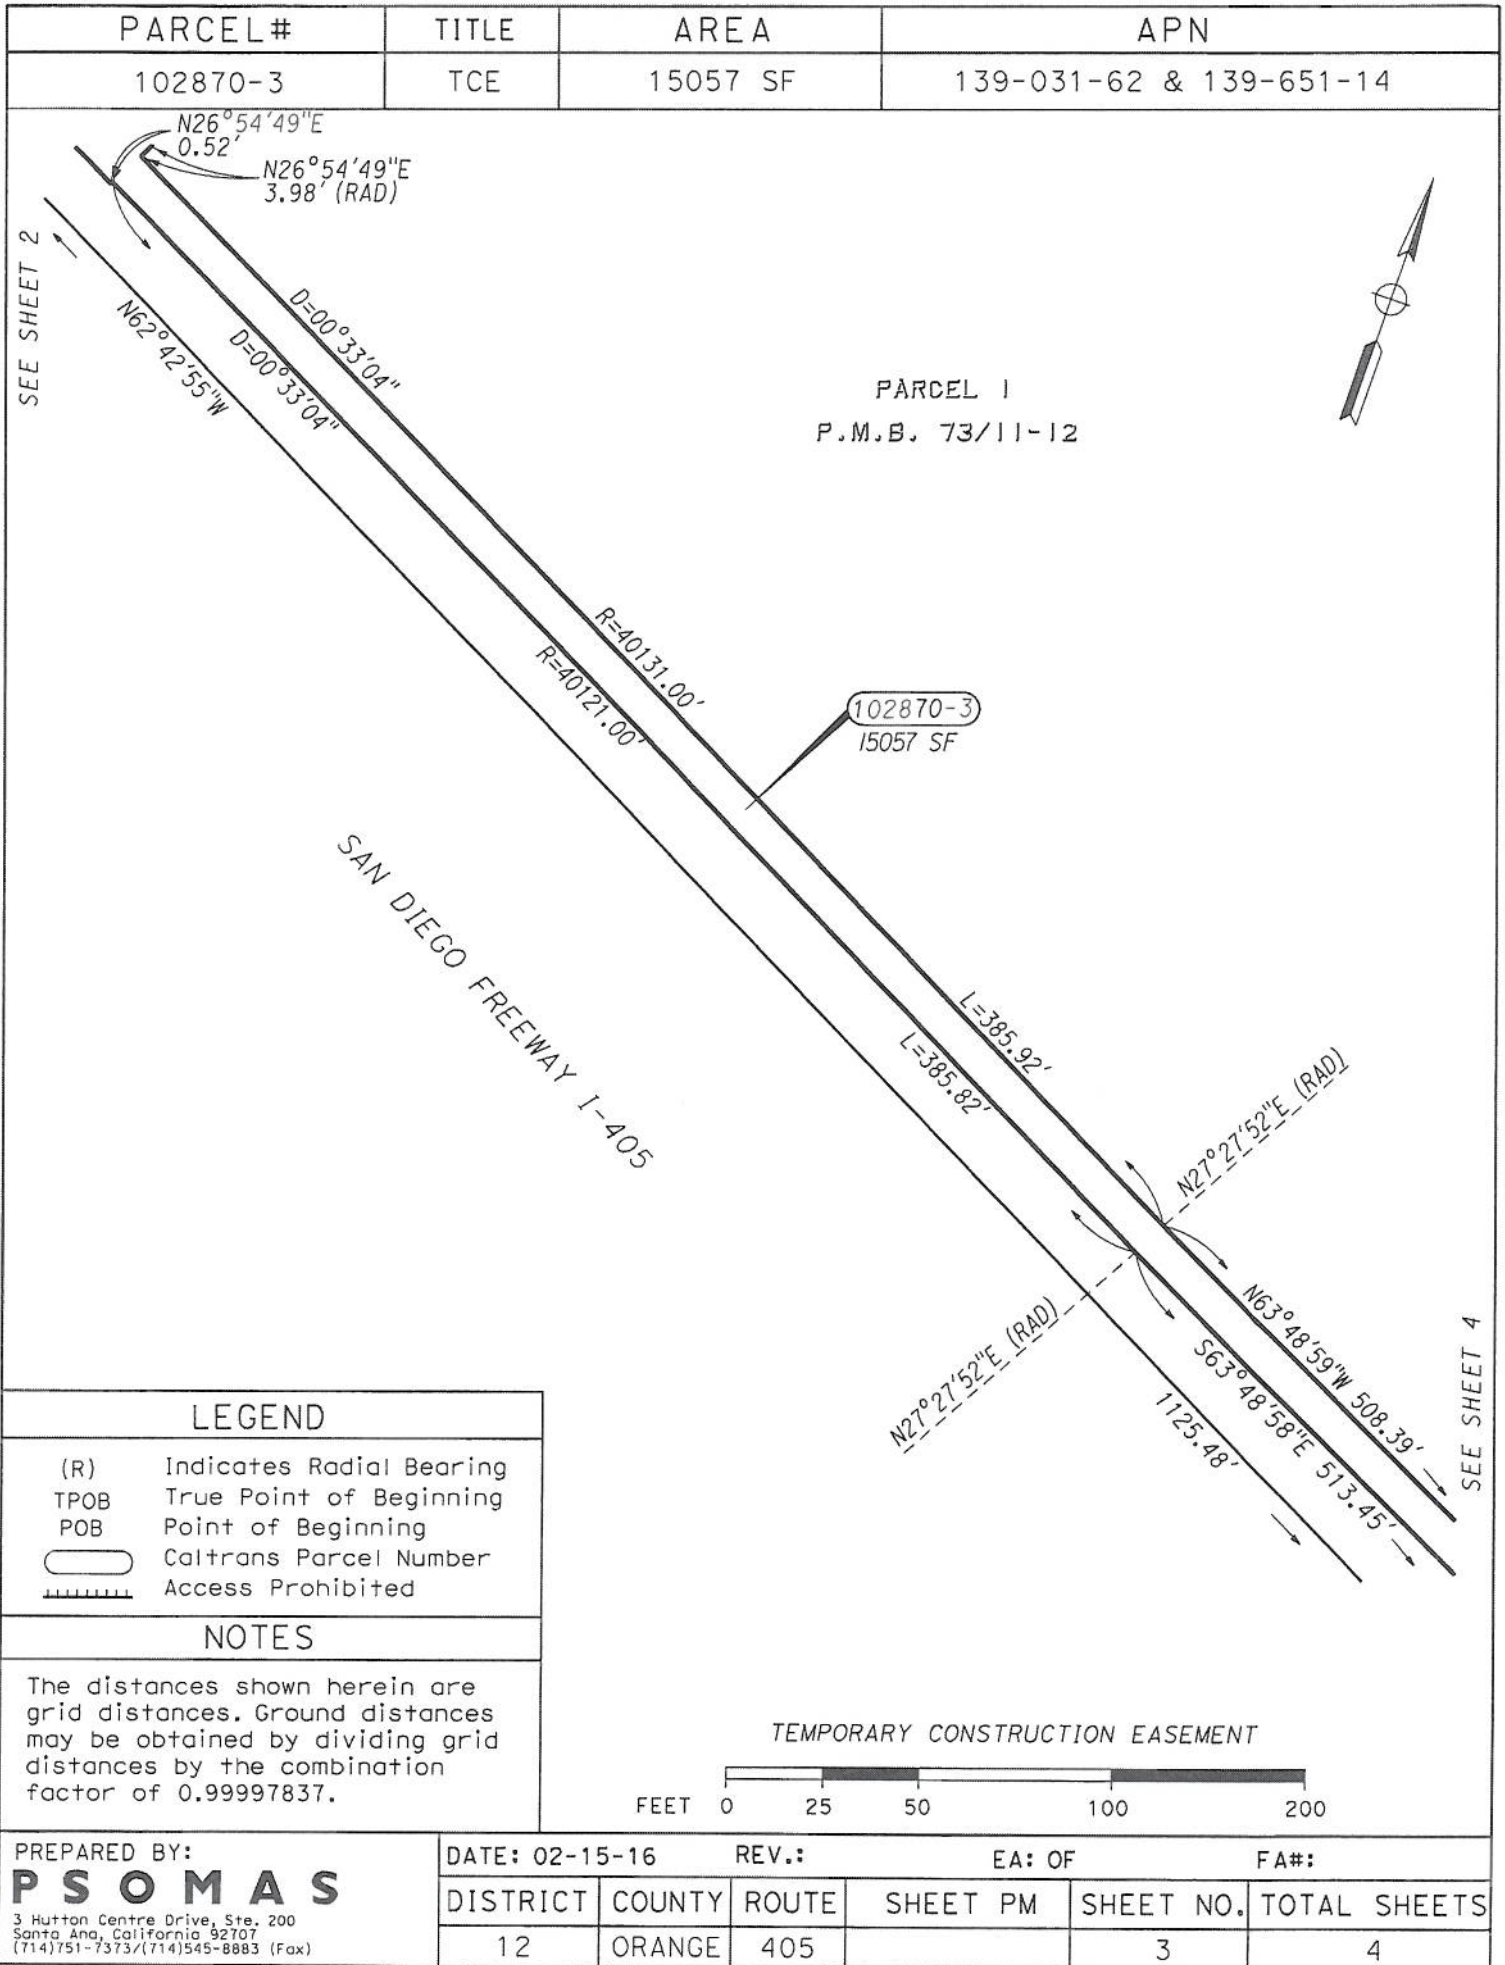 PARCEL# TITLE AREA APN
102870-3 TCE 15057 SF 139-031-62 & 139-651-14
N26°54'49"E
0.52'
N26°54'49"E
3.98' (RAD)
SEE SHEET 2
N62°42'55"W
D=00°33'04"
D=00°33'04"
PARCEL 1
P.M.B. 73/11-12
R=40131.00'
R=40121.00'
102870-3
15057 SF
SAN DIEGO FREEWAY I-405
L=385.92'
L=385.82'
N27°27'52"E (RAD)
N27°27'52"E (RAD)
N63°48'59"W 508.39'
S63°48'58"E 513.45'
1125.48'
SEE SHEET 4
LEGEND
(R) Indicates Radial Bearing
TPOB True Point of Beginning
POB Point of Beginning
Caltrans Parcel Number
Access Prohibited
NOTES
The distances shown herein are
grid distances. Ground distances
may be obtained by dividing grid
distances by the combination
factor of 0.99997837.
TEMPORARY CONSTRUCTION EASEMENT
FEET 0 25 50 100 200
PREPARED BY:
PSOMAS
3 Hutton Centre Drive, Ste. 200
Santa Ana, California 92707
(714)751-7373/(714)545-8883 (Fax)
DATE: 02-15-16 REV.: EA: OF FA#:
DISTRICT COUNTY ROUTE SHEET PM SHEET NO. TOTAL SHEETS
12 ORANGE 405 3 4